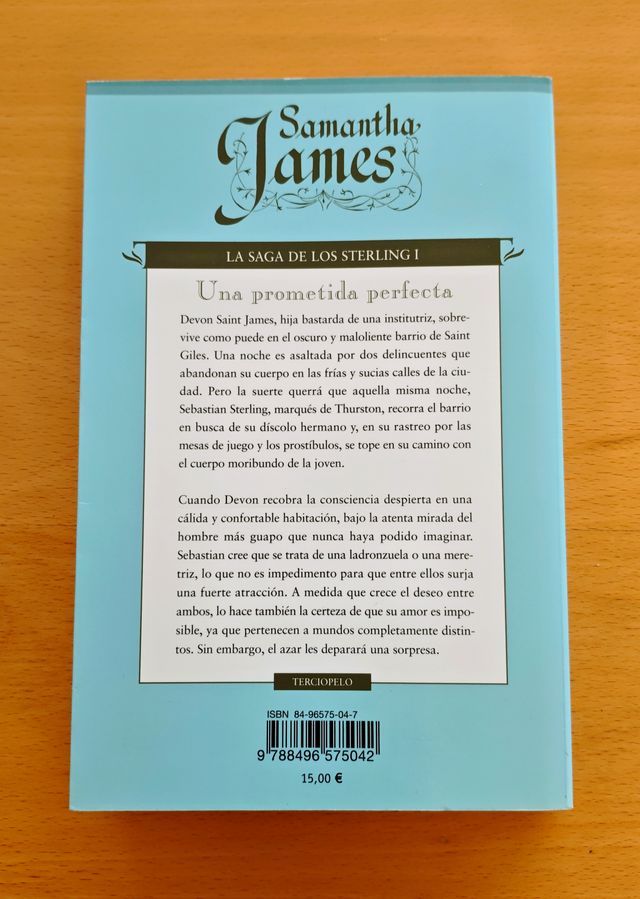 Samantha
James
LA SAGA DE LOS STERLING I
Una prometida perfecta
Devon Saint James, hija bastarda de una institutriz, sobre-
vive como puede en el oscuro y maloliente barrio de Saint
Giles. Una noche es asaltada por dos delincuentes que
abandonan su cuerpo en las frías y sucias calles de la ciu-
dad. Pero la suerte querrá que aquella misma noche,
Sebastian Sterling, marqués de Thurston, recorra el barrio
en busca de su díscolo hermano y, en su rastreo por las
mesas de juego y los prostíbulos, se tope en su camino con
el cuerpo moribundo de la joven.
Cuando Devon recobra la consciencia despierta en una
cálida y confortable habitación, bajo la atenta mirada del
hombre más guapo que nunca haya podido imaginar.
Sebastian cree que se trata de una ladronzuela o una mere-
triz, lo que no es impedimento para que entre ellos surja
una fuerte atracción. A medida que crece el deseo entre
ambos, lo hace también la certeza de que su amor es impo-
sible, ya que pertenecen a mundos completamente distin-
tos. Sin embargo, el azar les deparará una sorpresa.
TERCIOPELO
ISBN 84-96575-04-7
9 788496 575042
15,00 €